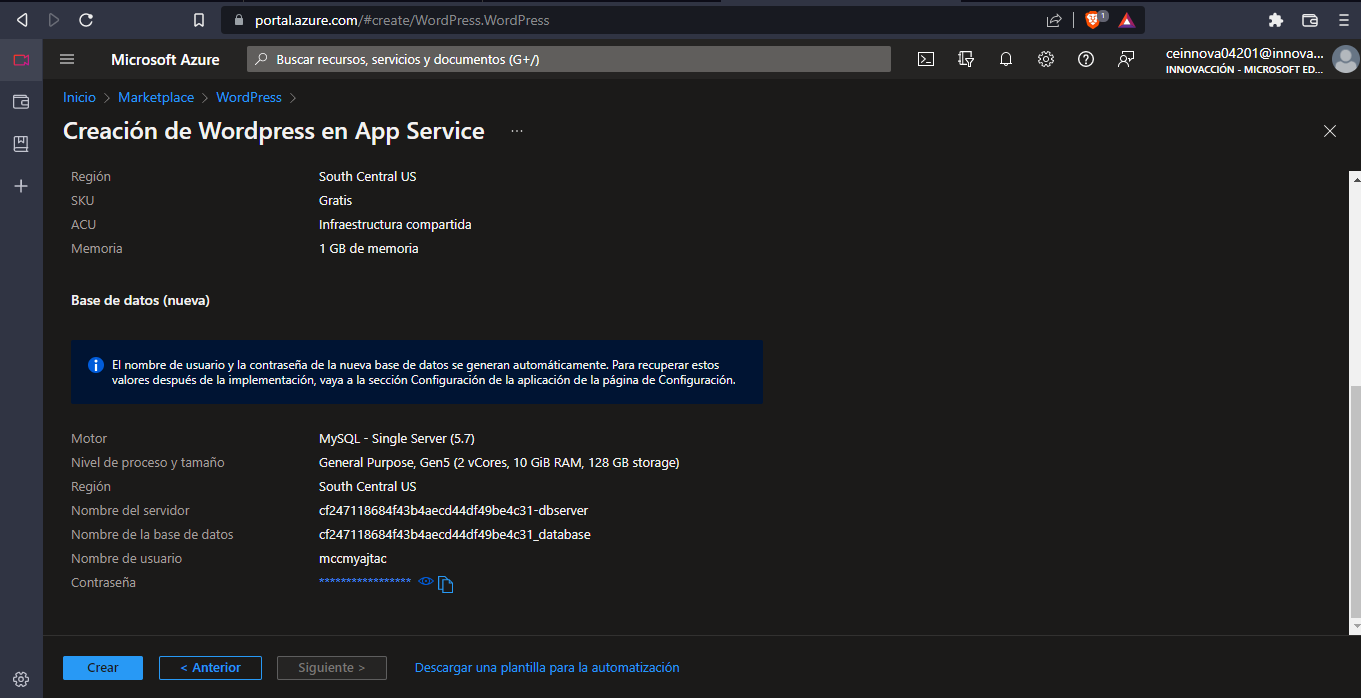 portal.azure.com/#create/WordPress.WordPress
1
Microsoft Azure
Buscar recursos, servicios y documentos (G+/)
ceinnova04201@innova...
INNOVACCIÓN - MICROSOFT ED...
Inicio > Marketplace > WordPress >
Creación de Wordpress en App Service ...
Región South Central US
SKU Gratis
ACU Infraestructura compartida
Memoria 1 GB de memoria
Base de datos (nueva)
El nombre de usuario y la contraseña de la nueva base de datos se generan automáticamente. Para recuperar estos
valores después de la implementación, vaya a la sección Configuración de la aplicación de la página de Configuración.
Motor MySQL - Single Server (5.7)
Nivel de proceso y tamaño General Purpose, Gen5 (2 vCores, 10 GiB RAM, 128 GB storage)
Región South Central US
Nombre del servidor cf247118684f43b4aecd44df49be4c31-dbserver
Nombre de la base de datos cf247118684f43b4aecd44df49be4c31_database
Nombre de usuario mccmyajtac
Contraseña *****************
Crear < Anterior Siguiente > Descargar una plantilla para la automatización